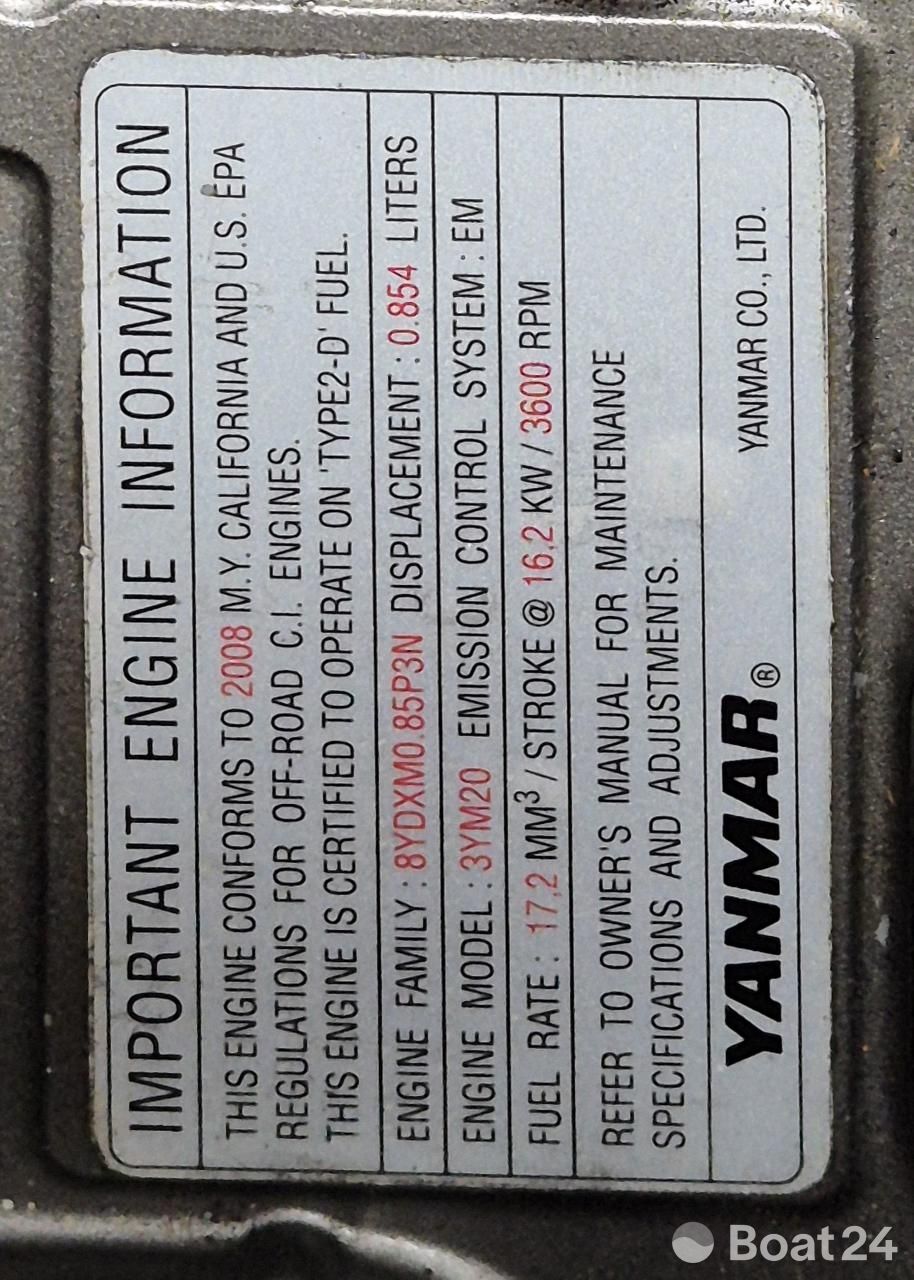 IMPORTANT ENGINE INFORMATION
THIS ENGINE CONFORMS TO 2008 M.Y. CALIFORNIA AND U.S. EPA
REGULATIONS FOR OFF-ROAD C.I. ENGINES.
THIS ENGINE IS CERTIFIED TO OPERATE ON 'TYPE2-D' FUEL.
ENGINE FAMILY : 8YDXM0.85P3N DISPLACEMENT : 0.854 LITERS
ENGINE MODEL : 3YM20 EMISSION CONTROL SYSTEM : EM
FUEL RATE : 17,2 MM³ / STROKE @ 16,2 KW / 3600 RPM
REFER TO OWNER'S MANUAL FOR MAINTENANCE
SPECIFICATIONS AND ADJUSTMENTS.
YANMAR® YANMAR CO., LTD.
Boat24